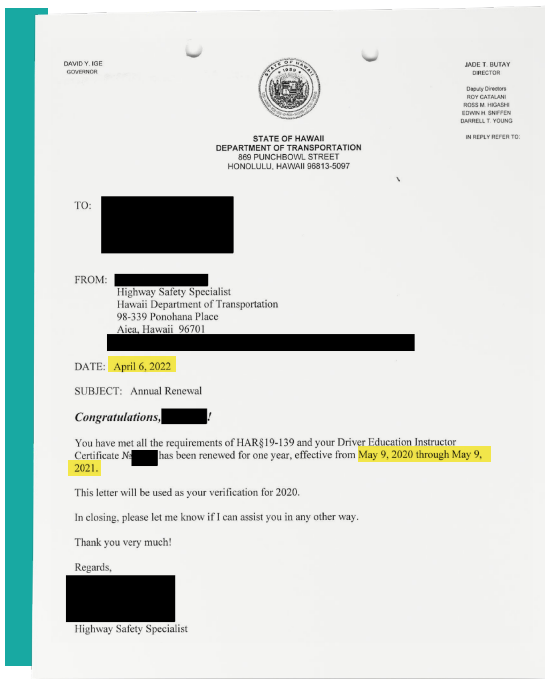 DAVID Y. IGE
GOVERNOR
STATE OF HAWAII
1959
JADE T. BUTAY
DIRECTOR
Deputy Directors
ROY CATALANI
ROSS M. HIGASHI
EDWIN H. SNIFFEN
DARRELL T. YOUNG
IN REPLY REFER TO:
STATE OF HAWAII
DEPARTMENT OF TRANSPORTATION
869 PUNCHBOWL STREET
HONOLULU, HAWAII 96813-5097
TO:
FROM:
Highway Safety Specialist
Hawaii Department of Transportation
98-339 Ponohana Place
Aiea, Hawaii 96701
DATE: April 6, 2022
SUBJECT: Annual Renewal
Congratulations, !
You have met all the requirements of HAR§19-139 and your Driver Education Instructor
Certificate № has been renewed for one year, effective from May 9, 2020 through May 9,
2021.
This letter will be used as your verification for 2020.
In closing, please let me know if I can assist you in any other way.
Thank you very much!
Regards,
Highway Safety Specialist